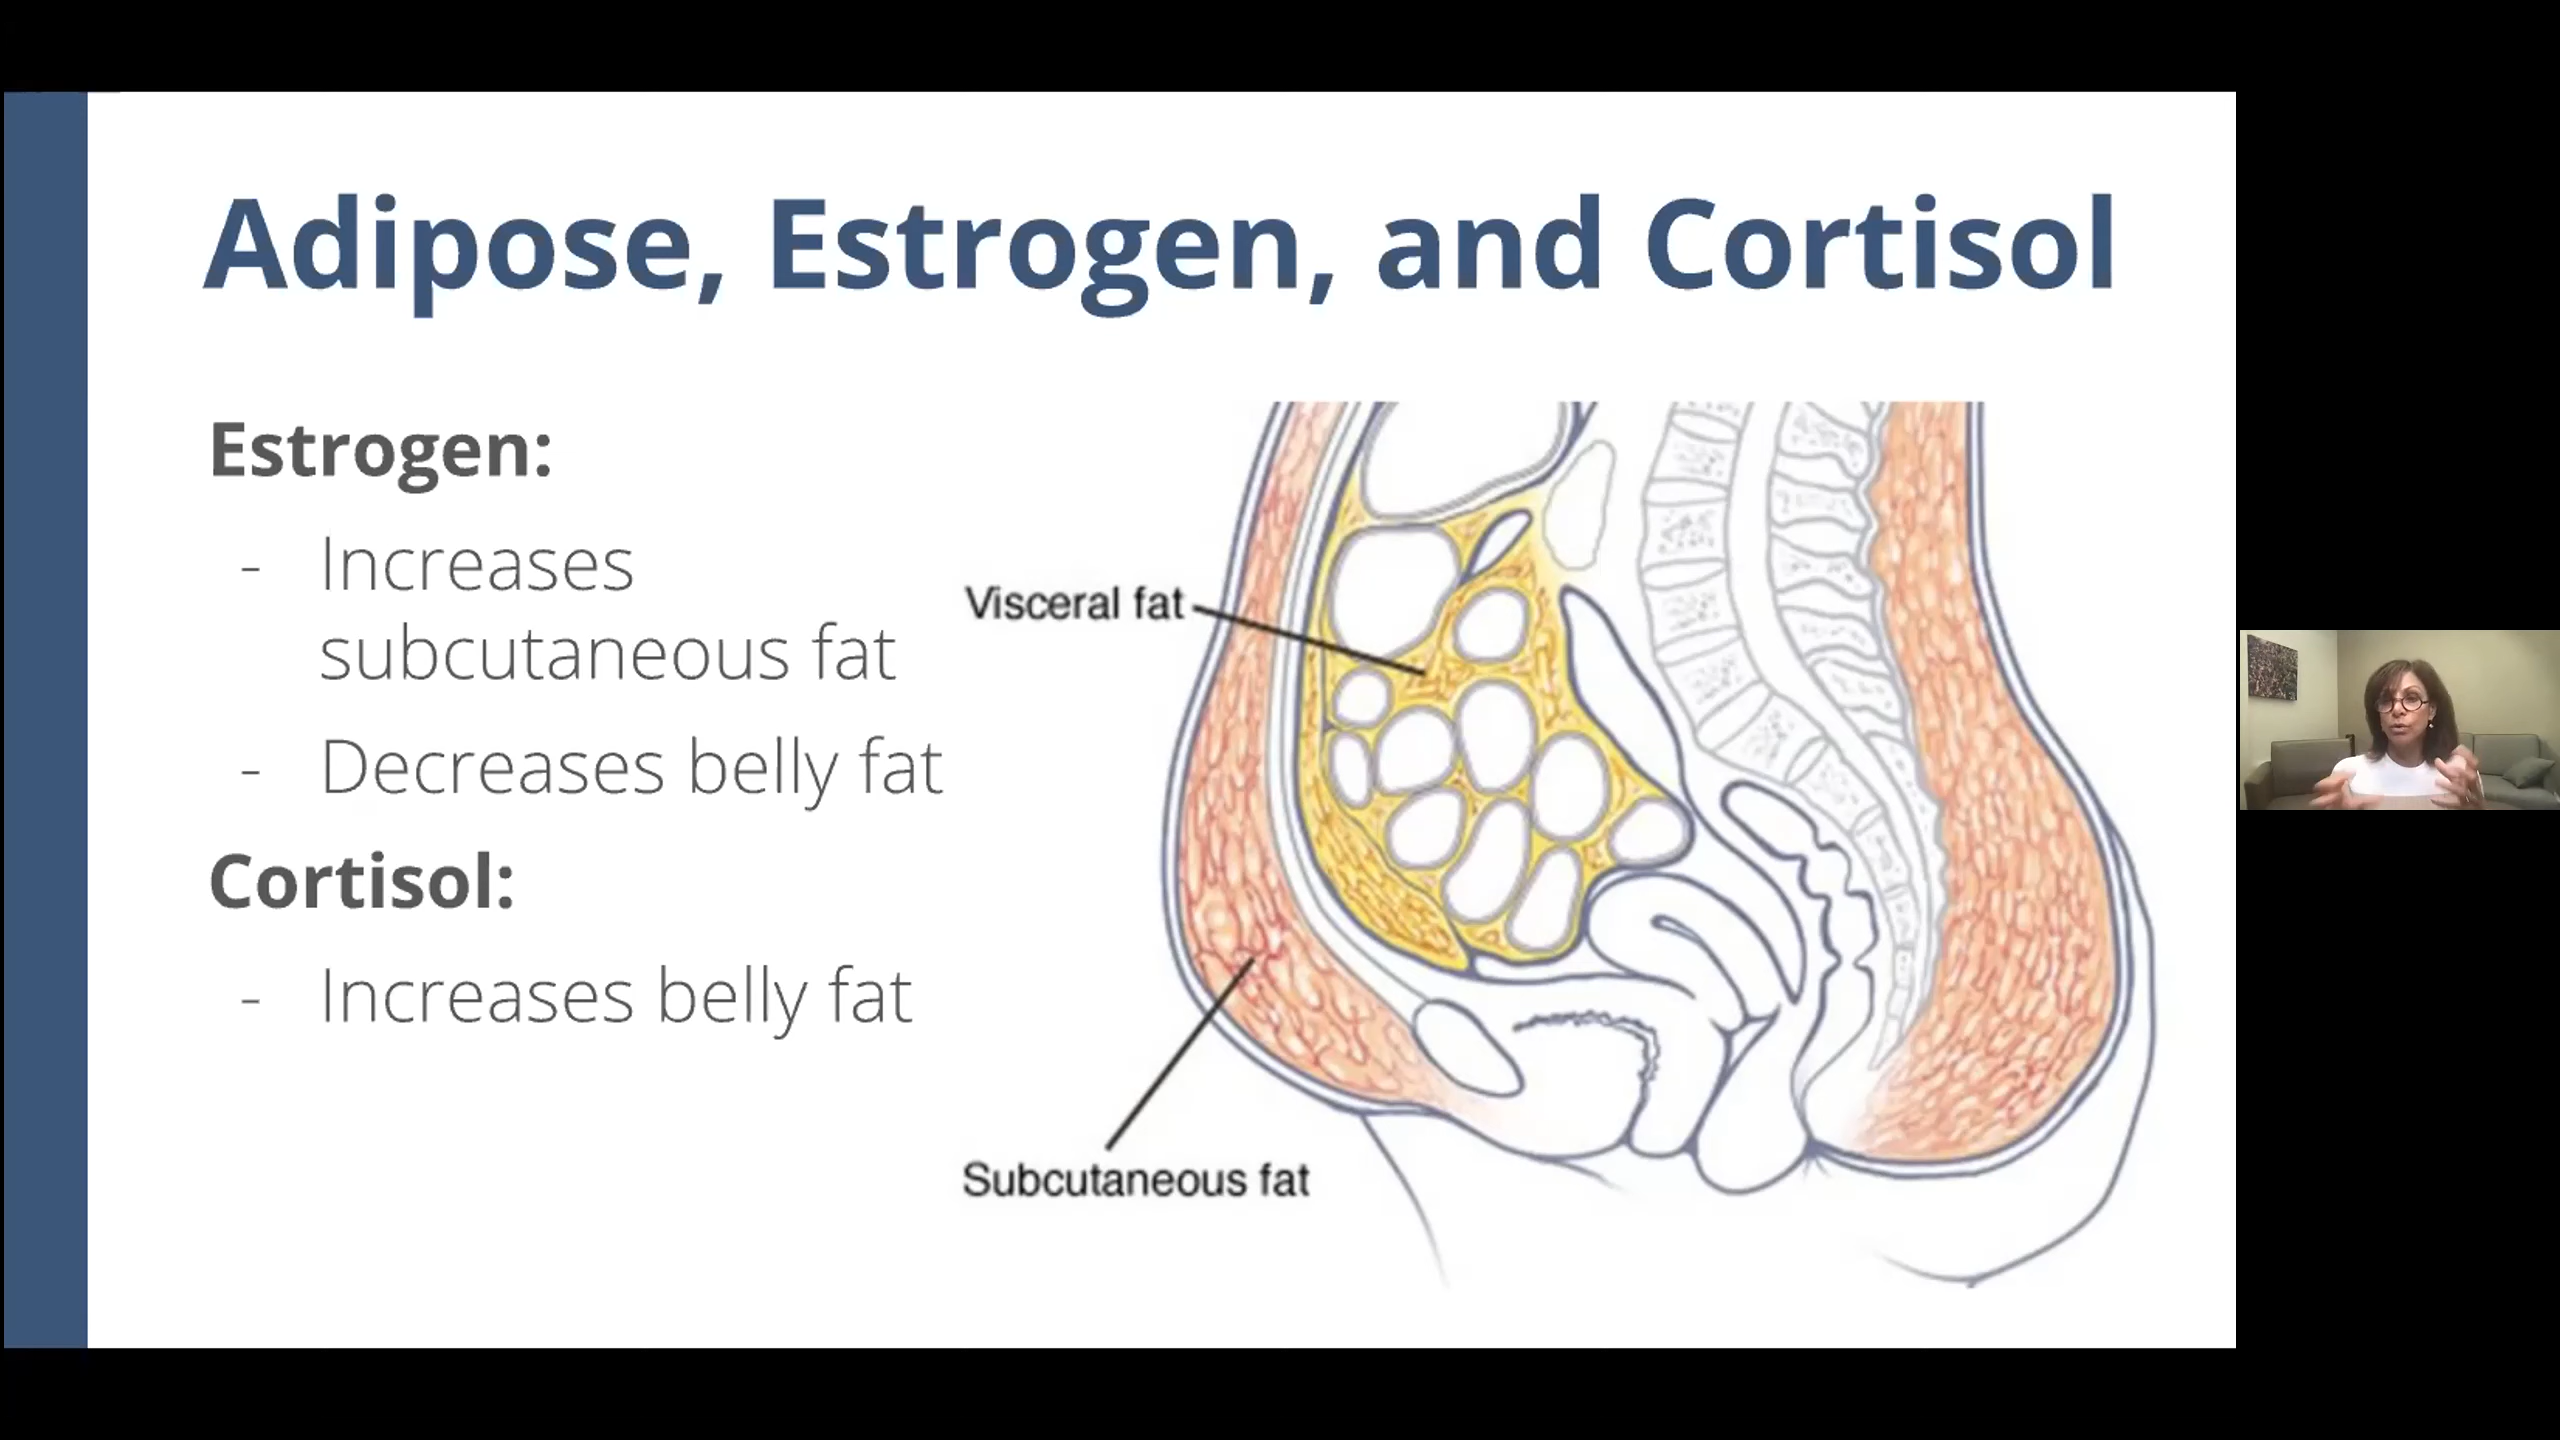 Adipose, Estrogen, and Cortisol
Estrogen:
- Increases
subcutaneous fat
- Decreases belly fat
Cortisol:
- Increases belly fat
Visceral fat
Subcutaneous fat